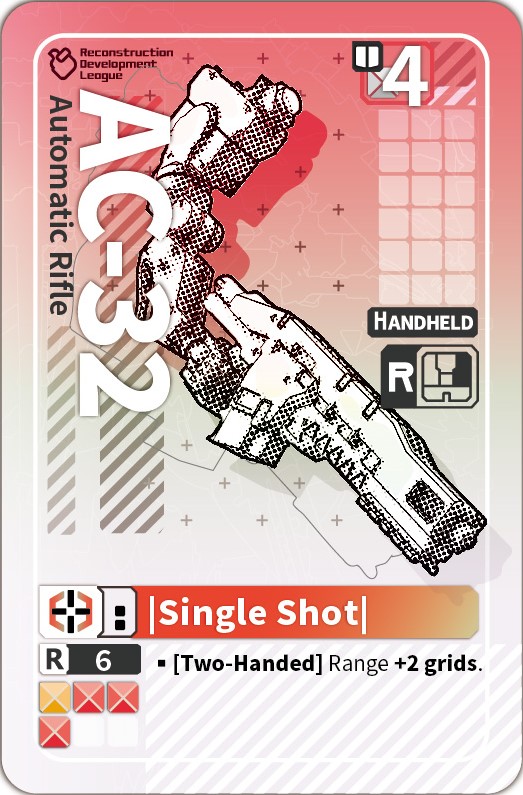 Reconstruction
Development
League
4
AC-32
Automatic Rifle
HANDHELD
R
|Single Shot|
R 6
▪ [Two-Handed] Range +2 grids.